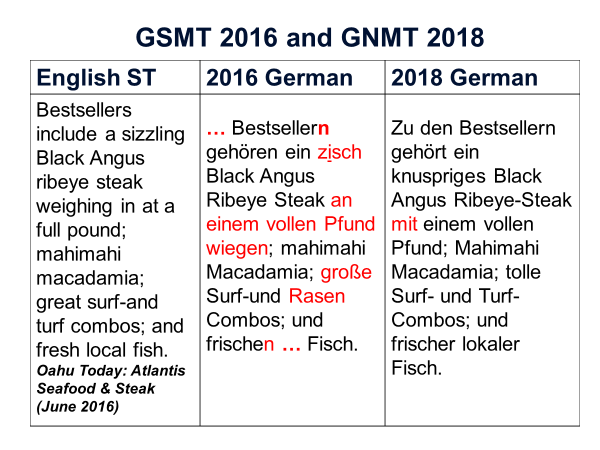 GSMT 2016 and GNMT 2018
English ST
Bestsellers
include a sizzling
Black Angus
ribeye steak
weighing in at a
full pound;
mahimahi
macadamia;
great surf-and
turf combos; and
fresh local fish.
Oahu Today: Atlantis
Seafood & Steak
(June 2016)
2016 German
… Bestsellern
gehören ein zisch
Black Angus
Ribeye Steak an
einem vollen Pfund
wiegen; mahimahi
Macadamia; große
Surf-und Rasen
Combos; und
frischen … Fisch.
2018 German
Zu den Bestsellern
gehört ein
knuspriges Black
Angus Ribeye-Steak
mit einem vollen
Pfund; Mahimahi
Macadamia; tolle
Surf- und Turf-
Combos; und
frischer lokaler
Fisch.